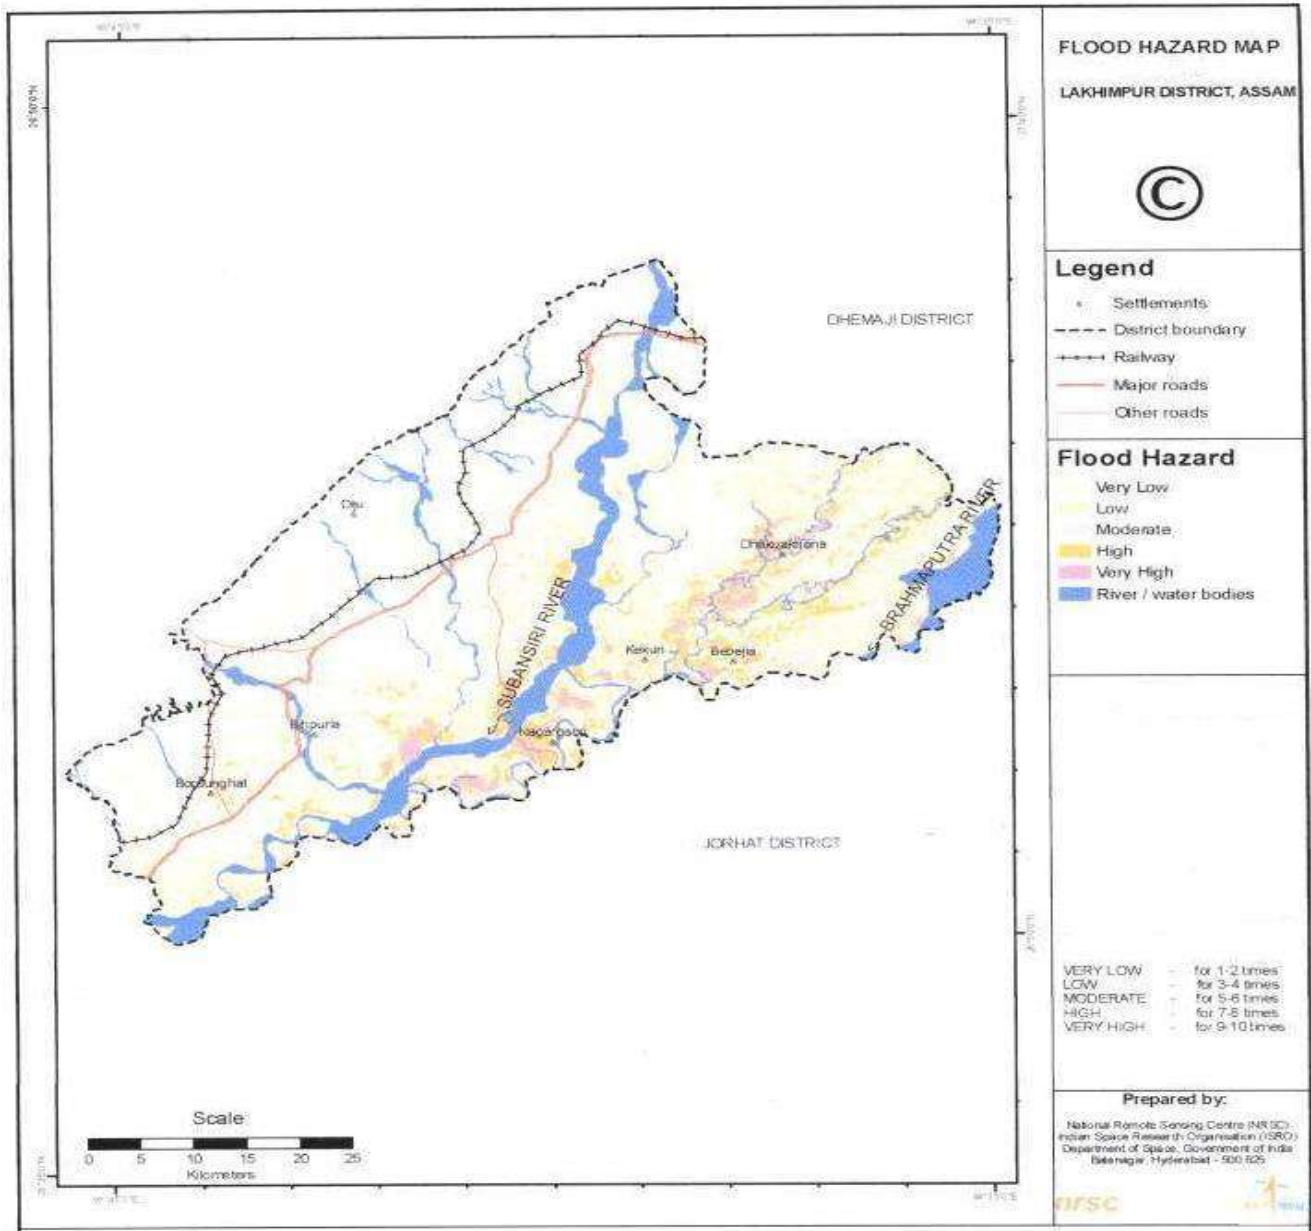 FLOOD HAZARD MAP
LAKHIMPUR DISTRICT, ASSAM
©
Legend
Settlements
District boundary
Railway
Major roads
Other roads
Flood Hazard
Very Low
Low
Moderate
High
Very High
River / water bodies
DHEMAJI DISTRICT
BRAHMAPUTRA RIVER
SUBANSIRI RIVER
Kekuri
Bebejia
JORHAT DISTRICT
VERY LOW - for 1-2 times
LOW - for 3-4 times
MODERATE - for 5-6 times
HIGH - for 7-8 times
VERY HIGH - for 9-10 times
Scale
0 5 10 15 20 25
Kilometers
Prepared by:
National Remote Sensing Centre (NRSC)
Indian Space Research Organisation (ISRO)
Department of Space, Government of India
Balanagar, Hyderabad - 500 625
nrsc